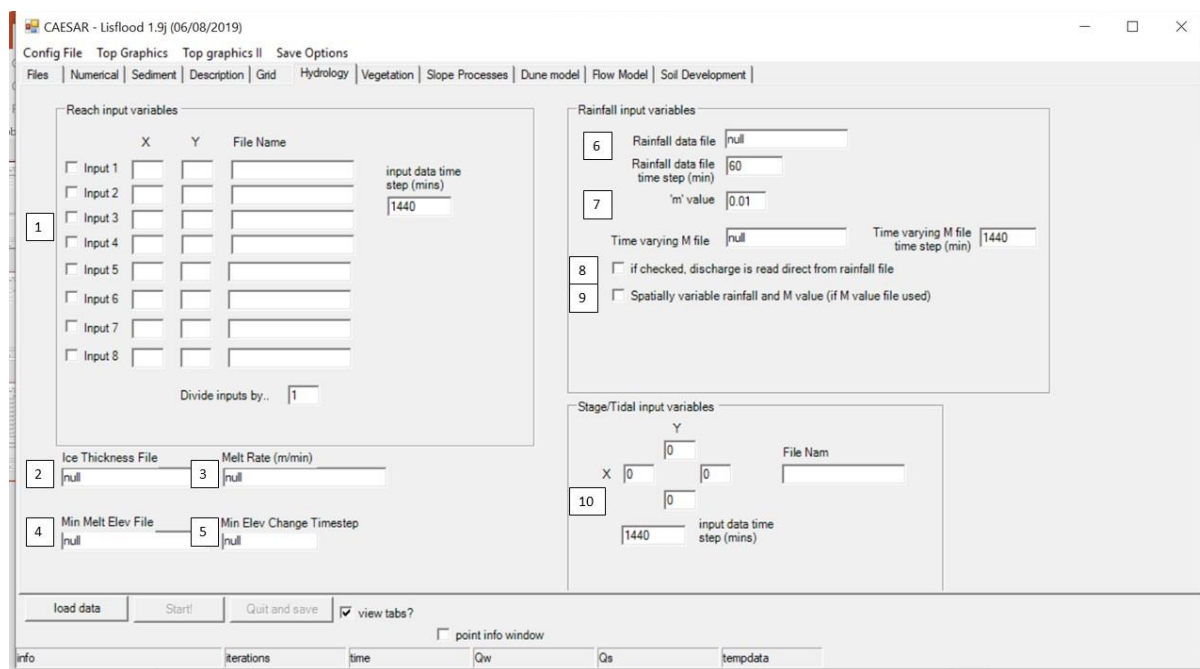 CAESAR - Lisflood 1.9j (06/08/2019)
Config File Top Graphics Top graphics II Save Options
Files Numerical Sediment Description Grid Hydrology Vegetation Slope Processes Dune model Flow Model Soil Development
Reach input variables
X Y File Name
Input 1
Input 2
Input 3
Input 4
Input 5
Input 6
Input 7
Input 8
1
input data time
step (mins)
1440
Divide inputs by.. 1
2
Ice Thickness File
null
3
Melt Rate (m/min)
null
4
Min Melt Elev File
null
5
Min Elev Change Timestep
null
Rainfall input variables
6
Rainfall data file null
Rainfall data file
time step (min) 60
7
'm' value 0.01
Time varying M file null
Time varying M file
time step (min) 1440
8
if checked, discharge is read direct from rainfall file
9
Spatially variable rainfall and M value (if M value file used)
Stage/Tidal input variables
Y
0
X 0 0
0
File Nam
10
1440
input data time
step (mins)
load data Start! Quit and save view tabs?
point info window
info iterations time Qw Qs tempdata